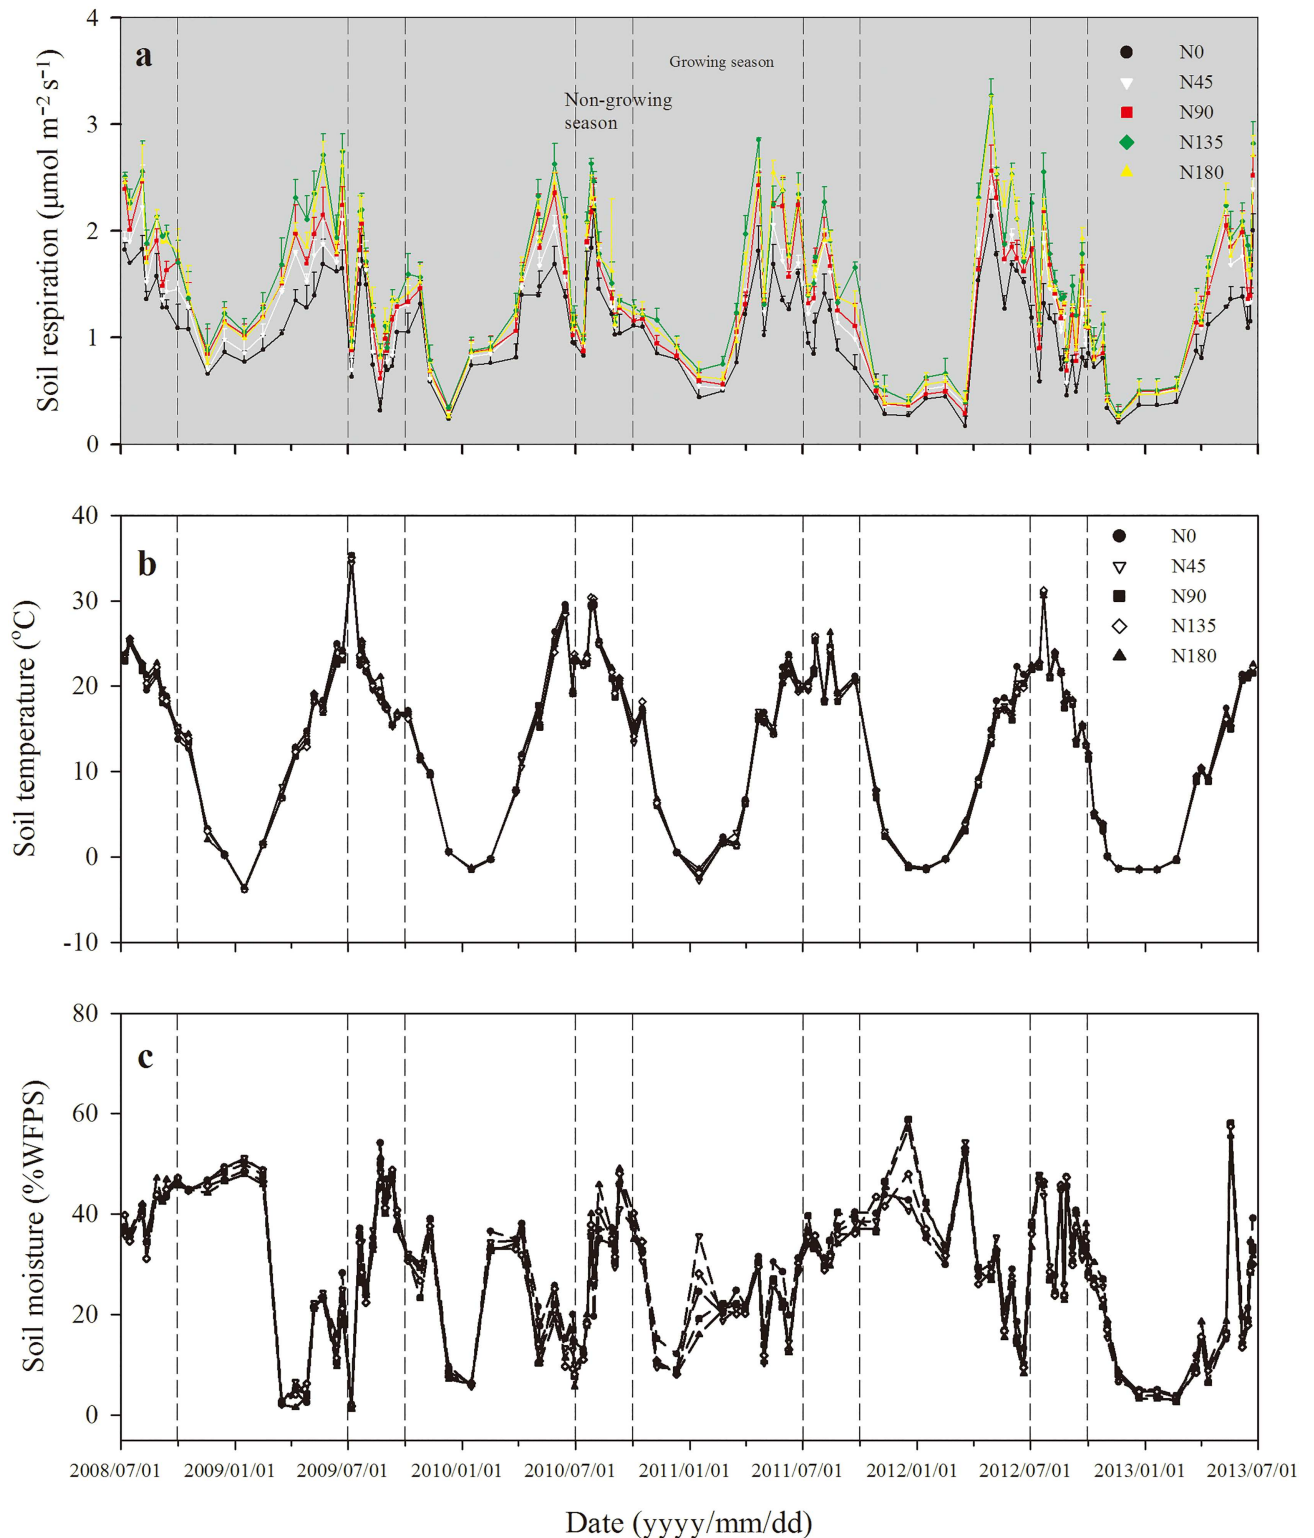 a
Growing season
Non-growing
season
N0
N45
N90
N135
N180
4
3
2
1
0
Soil respiration (μmol m⁻² s⁻¹)
b
N0
N45
N90
N135
N180
40
30
20
10
0
-10
Soil temperature (°C)
c
80
60
40
20
0
Soil moisture (%WFPS)
2008/07/01 2009/01/01 2009/07/01 2010/01/01 2010/07/01 2011/01/01 2011/07/01 2012/01/01 2012/07/01 2013/01/01 2013/07/01
Date (yyyy/mm/dd)